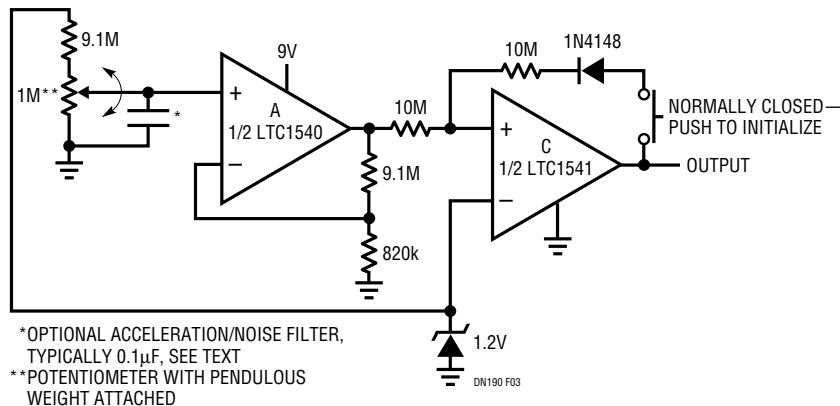 9.1M
1M**
*
+
–
A
1/2 LTC1540
9V
10M
9.1M
820k
10M
1N4148
+
–
C
1/2 LTC1541
NORMALLY CLOSED—
PUSH TO INITIALIZE
OUTPUT
1.2V
DN190 F03
*OPTIONAL ACCELERATION/NOISE FILTER,
TYPICALLY 0.1µF, SEE TEXT
**POTENTIOMETER WITH PENDULOUS
WEIGHT ATTACHED